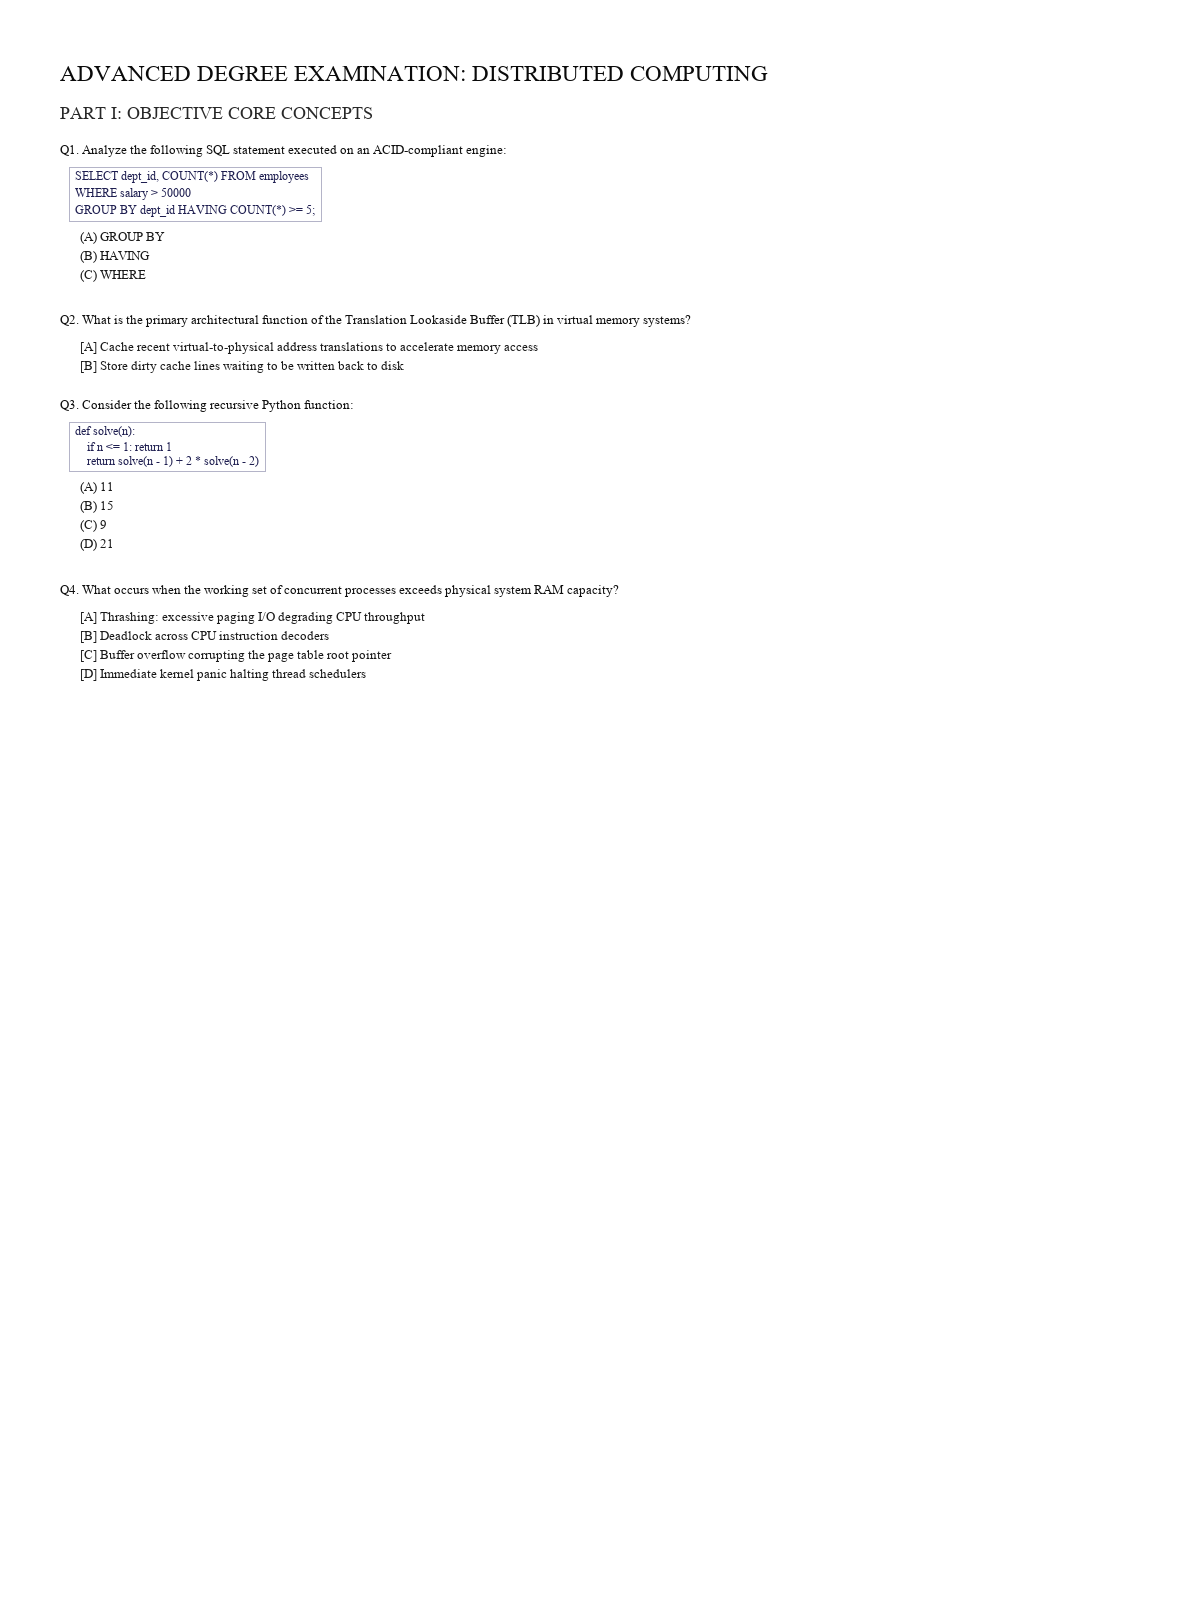 ADVANCED DEGREE EXAMINATION: DISTRIBUTED COMPUTING
PART I: OBJECTIVE CORE CONCEPTS
Q1. Analyze the following SQL statement executed on an ACID-compliant engine:
SELECT dept_id, COUNT(*) FROM employees
WHERE salary > 50000
GROUP BY dept_id HAVING COUNT(*) >= 5;
(A) GROUP BY
(B) HAVING
(C) WHERE
Q2. What is the primary architectural function of the Translation Lookaside Buffer (TLB) in virtual memory systems?
[A] Cache recent virtual-to-physical address translations to accelerate memory access
[B] Store dirty cache lines waiting to be written back to disk
Q3. Consider the following recursive Python function:
def solve(n):
    if n <= 1: return 1
    return solve(n - 1) + 2 * solve(n - 2)
(A) 11
(B) 15
(C) 9
(D) 21
Q4. What occurs when the working set of concurrent processes exceeds physical system RAM capacity?
[A] Thrashing: excessive paging I/O degrading CPU throughput
[B] Deadlock across CPU instruction decoders
[C] Buffer overflow corrupting the page table root pointer
[D] Immediate kernel panic halting thread schedulers